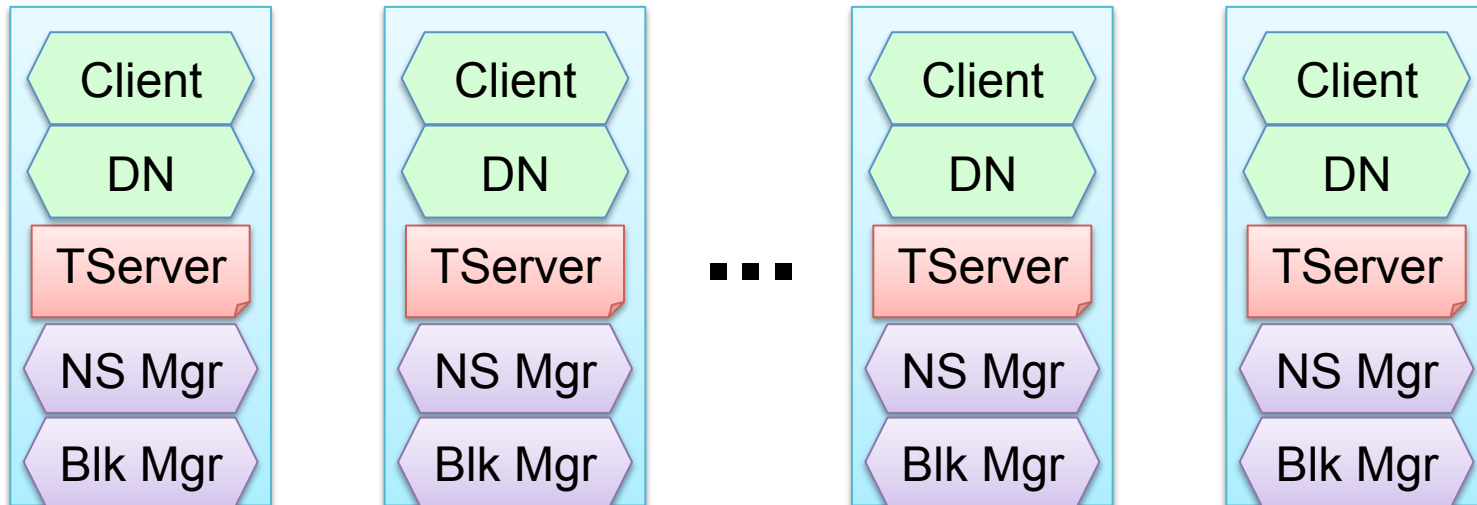 Client
DN
TServer
NS Mgr
Blk Mgr
Client
DN
TServer
NS Mgr
Blk Mgr
...
Client
DN
TServer
NS Mgr
Blk Mgr
Client
DN
TServer
NS Mgr
Blk Mgr